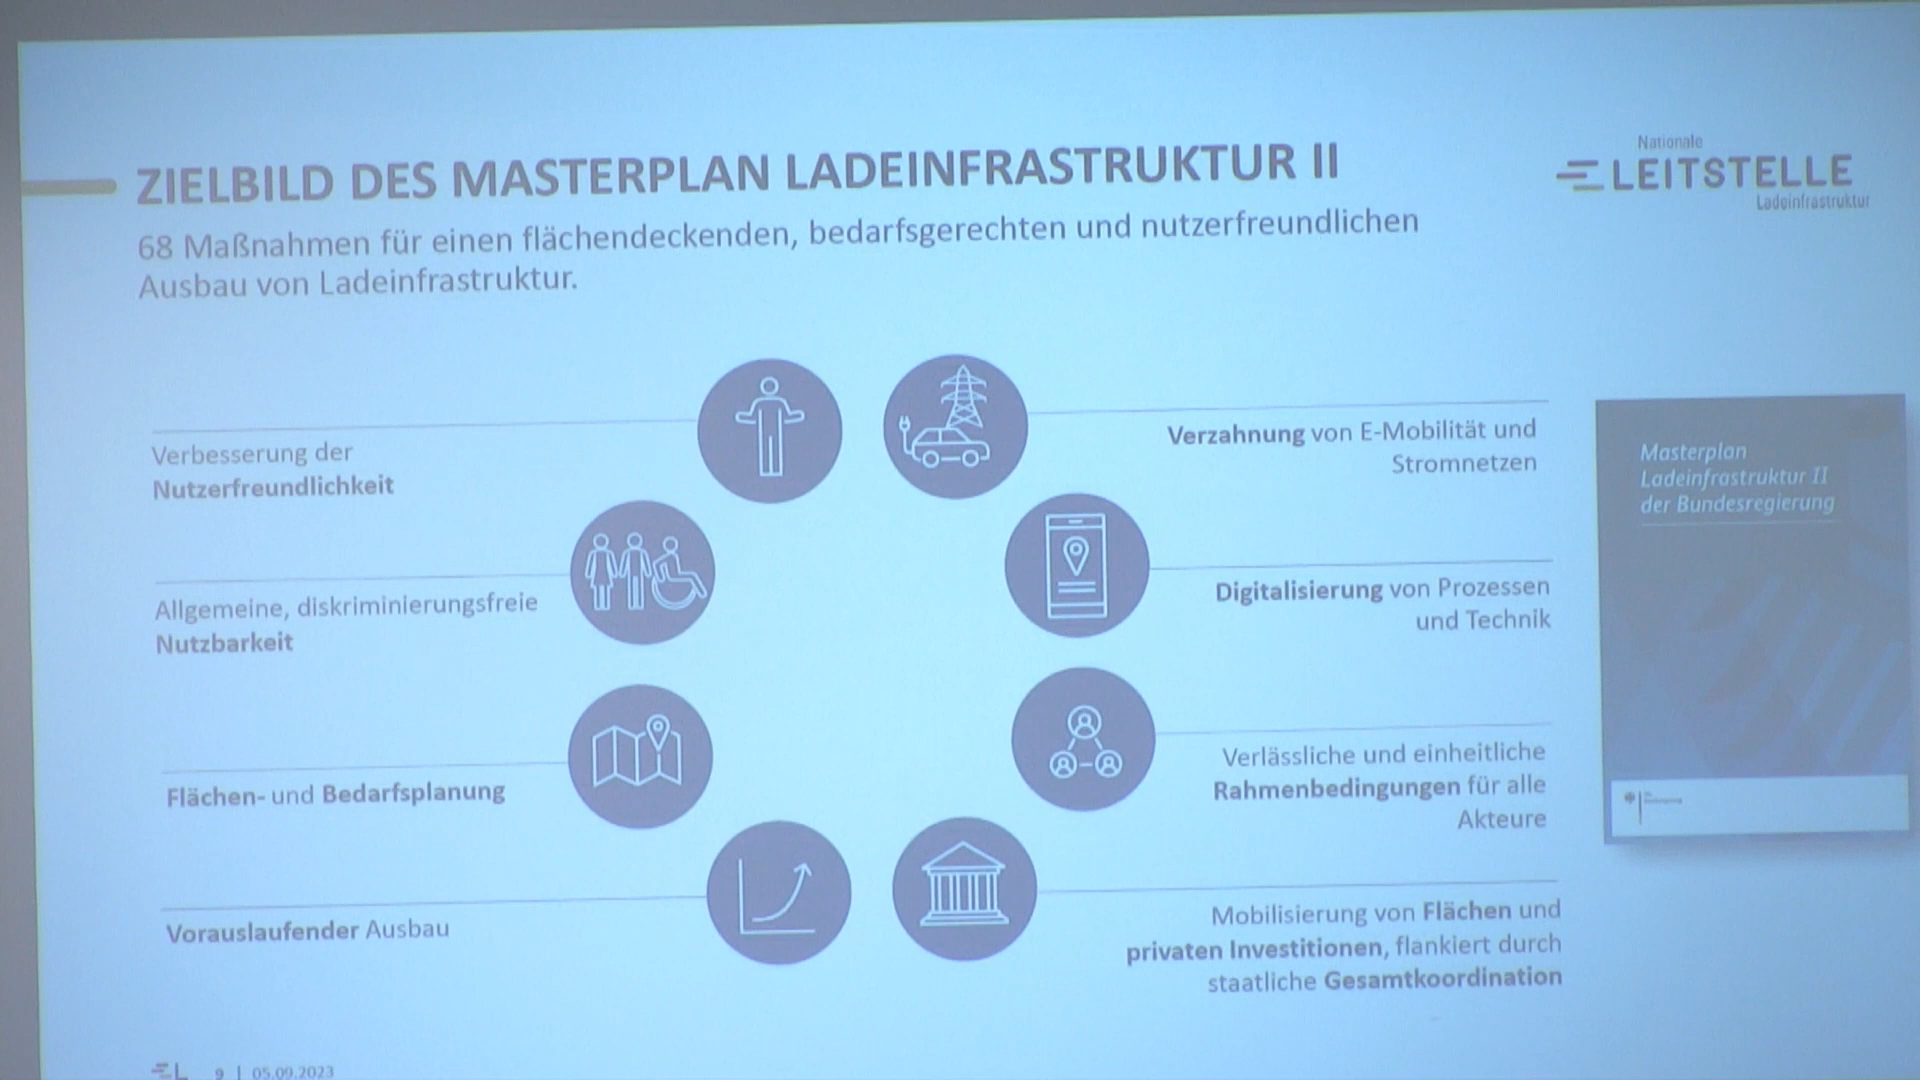 ZIELBILD DES MASTERPLAN LADEINFRASTRUKTUR II
68 Maßnahmen für einen flächendeckenden, bedarfsgerechten und nutzerfreundlichen
Ausbau von Ladeinfrastruktur.
Nationale
LEITSTELLE
Ladeinfrastruktur
Verbesserung der
Nutzerfreundlichkeit
Allgemeine, diskriminierungsfreie
Nutzbarkeit
Flächen- und Bedarfsplanung
Vorauslaufender Ausbau
Verzahnung von E-Mobilität und
Stromnetzen
Digitalisierung von Prozessen
und Technik
Verlässliche und einheitliche
Rahmenbedingungen für alle
Akteure
Mobilisierung von Flächen und
privaten Investitionen, flankiert durch
staatliche Gesamtkoordination
Masterplan
Ladeinfrastruktur II
der Bundesregierung
9 | 05.09.2023